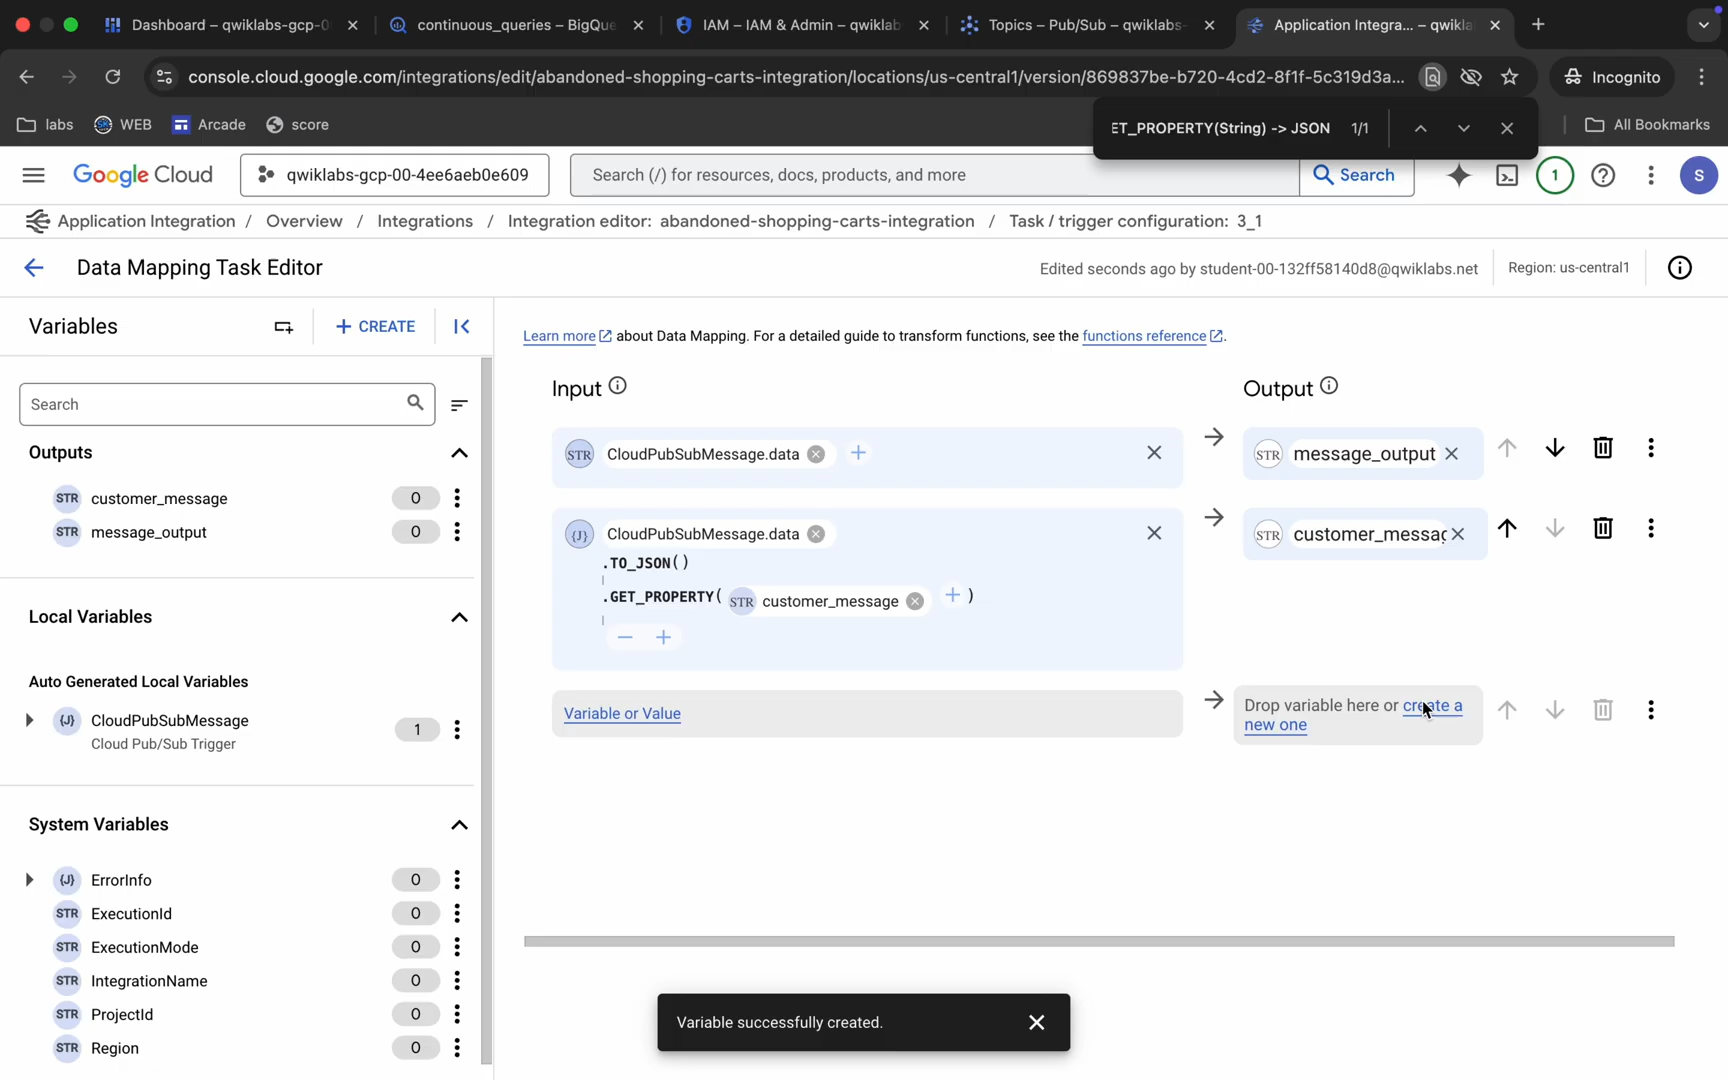 Dashboard – qwiklabs-gcp-0
continuous_queries – BigQue
IAM – IAM & Admin – qwiklab
Topics – Pub/Sub – qwiklabs-
Application Integra... – qwikla
console.cloud.google.com/integrations/edit/abandoned-shopping-carts-integration/locations/us-central1/version/869837be-b720-4cd2-8f1f-5c319d3a...
Incognito
labs
WEB
Arcade
score
ET_PROPERTY(String) -> JSON 1/1
All Bookmarks
Google Cloud
qwiklabs-gcp-00-4ee6aeb0e609
Search (/) for resources, docs, products, and more
Search
1
S
Application Integration / Overview / Integrations / Integration editor: abandoned-shopping-carts-integration / Task / trigger configuration: 3_1
Data Mapping Task Editor
Edited seconds ago by student-00-132ff58140d8@qwiklabs.net
Region: us-central1
Variables
+ CREATE
Learn more about Data Mapping. For a detailed guide to transform functions, see the functions reference.
Search
Input
Output
Outputs
STR customer_message 0
STR message_output 0
STR CloudPubSubMessage.data +
STR message_output
{J} CloudPubSubMessage.data
.TO_JSON()
.GET_PROPERTY( STR customer_message + )
− +
STR customer_messag
Local Variables
Auto Generated Local Variables
{J} CloudPubSubMessage 1
Cloud Pub/Sub Trigger
Variable or Value
Drop variable here or create a
new one
System Variables
{J} ErrorInfo 0
STR ExecutionId 0
STR ExecutionMode 0
STR IntegrationName 0
STR ProjectId 0
STR Region 0
Variable successfully created.